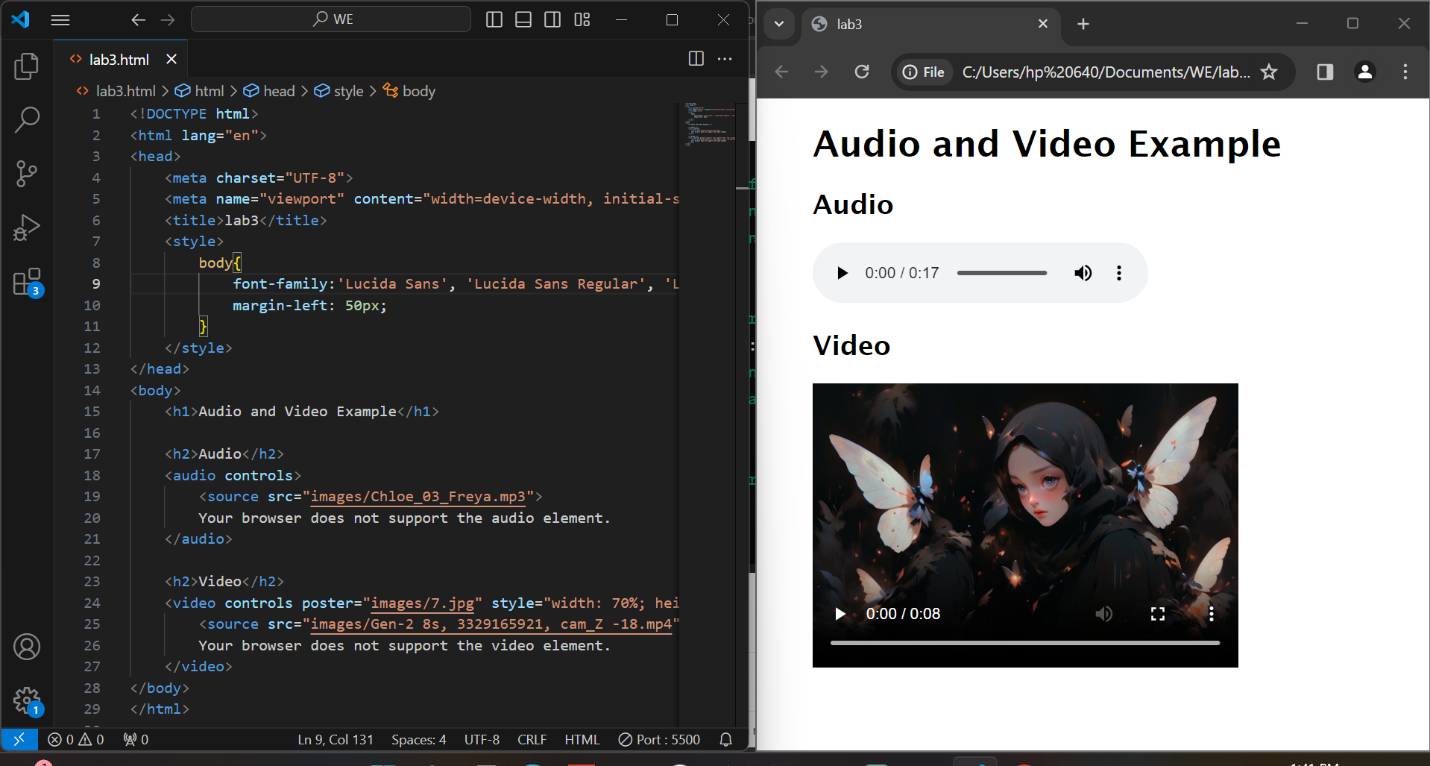 WE
lab3.html
lab3.html > html > head > style > body
1 <!DOCTYPE html>
2 <html lang="en">
3 <head>
4 <meta charset="UTF-8">
5 <meta name="viewport" content="width=device-width, initial-s
6 <title>lab3</title>
7 <style>
8 body{
9 font-family:'Lucida Sans', 'Lucida Sans Regular', 'L
10 margin-left: 50px;
11 }
12 </style>
13 </head>
14 <body>
15 <h1>Audio and Video Example</h1>
16
17 <h2>Audio</h2>
18 <audio controls>
19 <source src="images/Chloe_03_Freya.mp3">
20 Your browser does not support the audio element.
21 </audio>
22
23 <h2>Video</h2>
24 <video controls poster="images/7.jpg" style="width: 70%; hei
25 <source src="images/Gen-2 8s, 3329165921, cam_Z -18.mp4"
26 Your browser does not support the video element.
27 </video>
28 </body>
29 </html>
3
1
0 0 0 Ln 9, Col 131 Spaces: 4 UTF-8 CRLF HTML Port : 5500
lab3
File C:/Users/hp%20640/Documents/WE/lab...
Audio and Video Example
Audio
0:00 / 0:17
Video
0:00 / 0:08